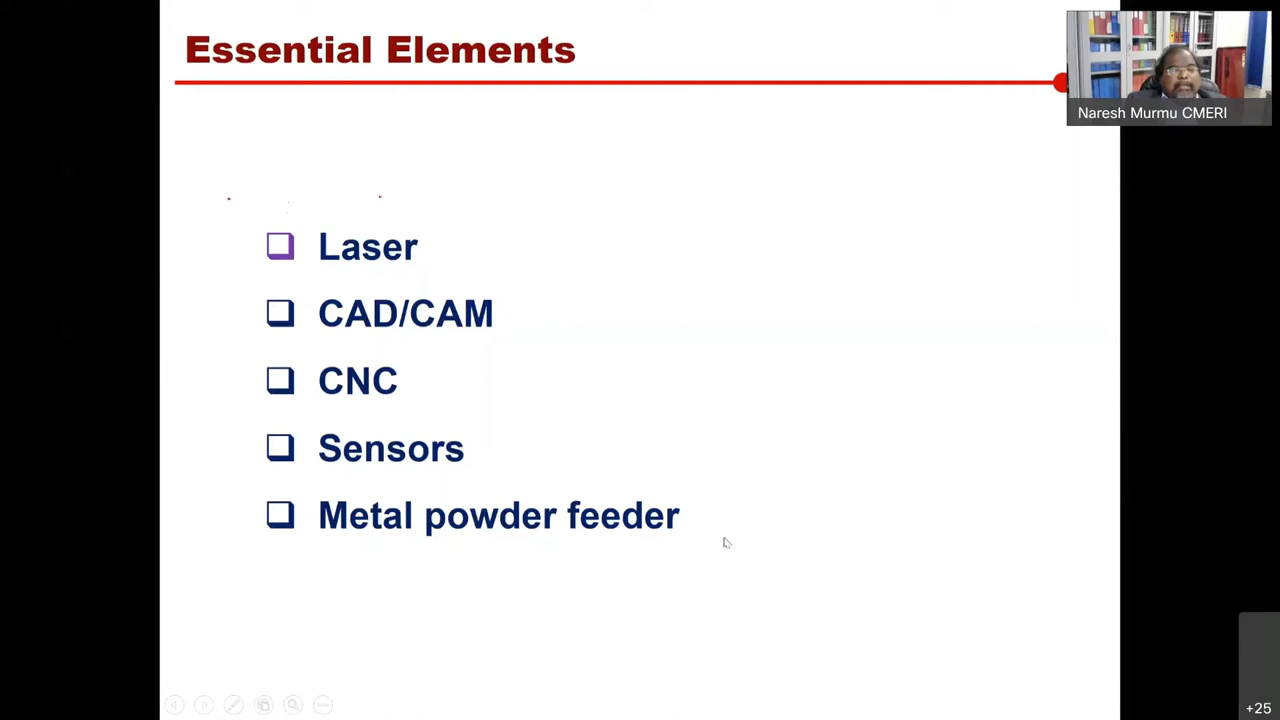 Essential Elements
Naresh Murmu CMERI
Laser
CAD/CAM
CNC
Sensors
Metal powder feeder
+25